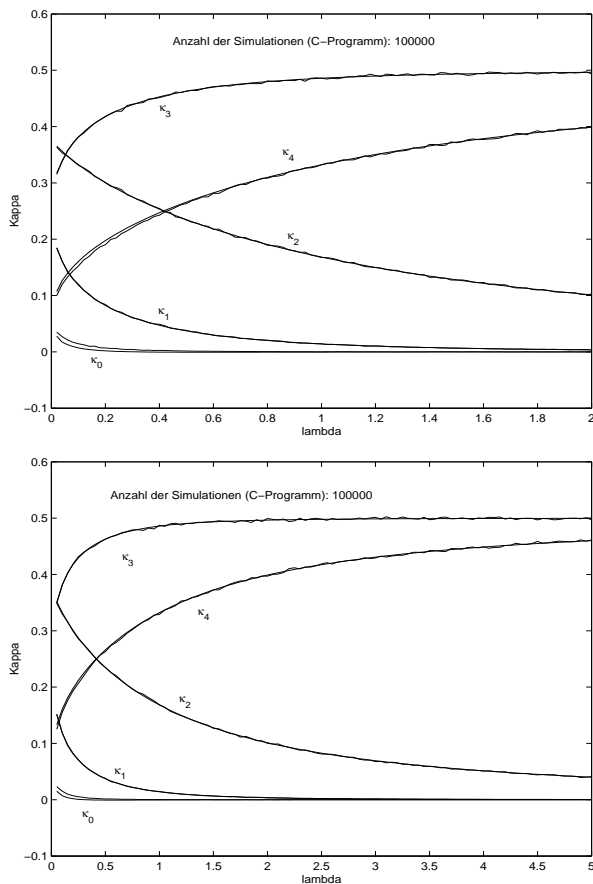 0.6
Anzahl der Simulationen (C−Programm): 100000
0.5
κ3
0.4
κ4
0.3
Kappa
κ2
0.2
κ1
0.1
0
κ0
−0.1
0 0.2 0.4 0.6 0.8 1 1.2 1.4 1.6 1.8 2
lambda
0.6
Anzahl der Simulationen (C−Programm): 100000
0.5
κ3
0.4
κ4
0.3
Kappa
κ2
0.2
0.1
κ1
0
κ0
−0.1
0 0.5 1 1.5 2 2.5 3 3.5 4 4.5 5
lambda